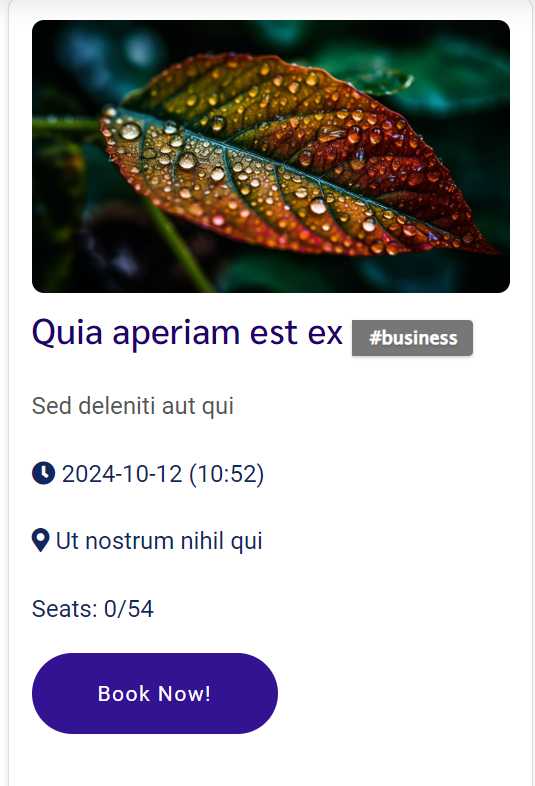 Quia aperiam est ex #business
Sed deleniti aut qui
2024-10-12 (10:52)
Ut nostrum nihil qui
Seats: 0/54
Book Now!